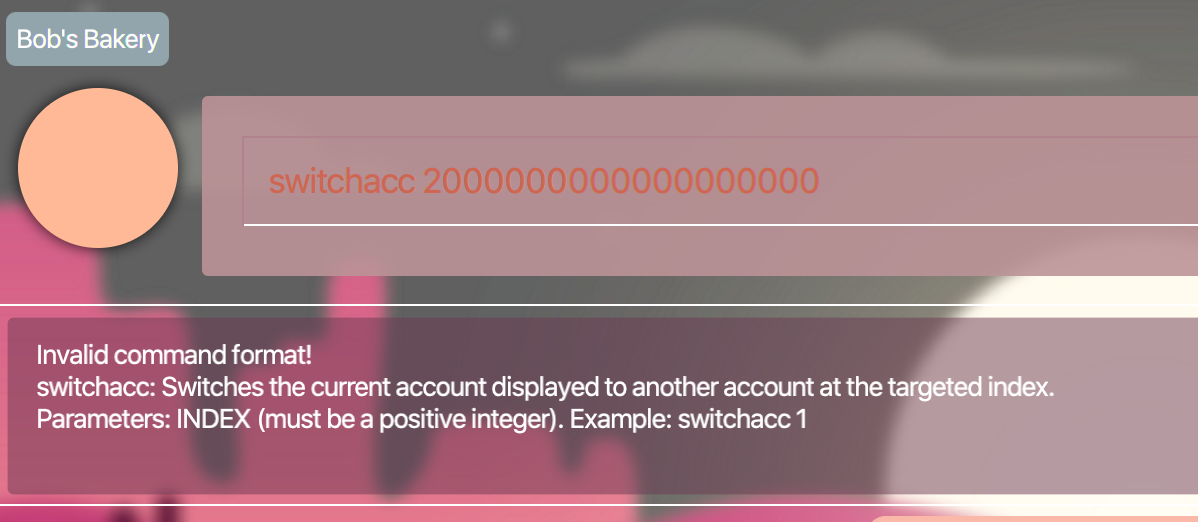 Bob's Bakery
switchacc 2000000000000000000
Invalid command format!
switchacc: Switches the current account displayed to another account at the targeted index.
Parameters: INDEX (must be a positive integer). Example: switchacc 1